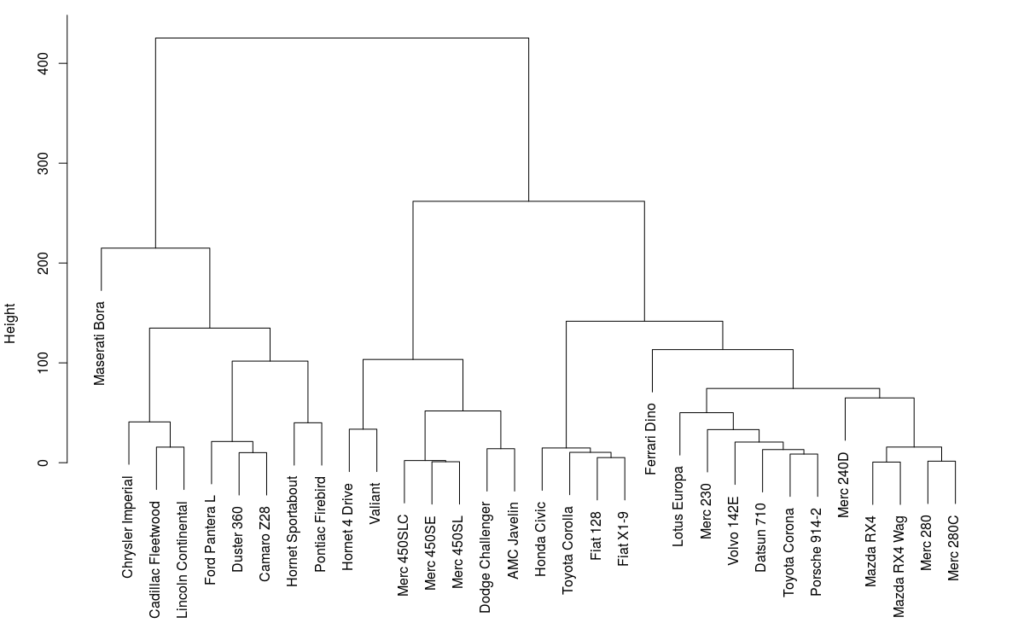 Height
400
300
200
100
0
Maserati Bora
Chrysler Imperial
Cadillac Fleetwood
Lincoln Continental
Ford Pantera L
Duster 360
Camaro Z28
Hornet Sportabout
Pontiac Firebird
Hornet 4 Drive
Valiant
Merc 450SLC
Merc 450SE
Merc 450SL
Dodge Challenger
AMC Javelin
Honda Civic
Toyota Corolla
Fiat 128
Fiat X1-9
Ferrari Dino
Lotus Europa
Merc 230
Volvo 142E
Datsun 710
Toyota Corona
Porsche 914-2
Merc 240D
Mazda RX4
Mazda RX4 Wag
Merc 280
Merc 280C